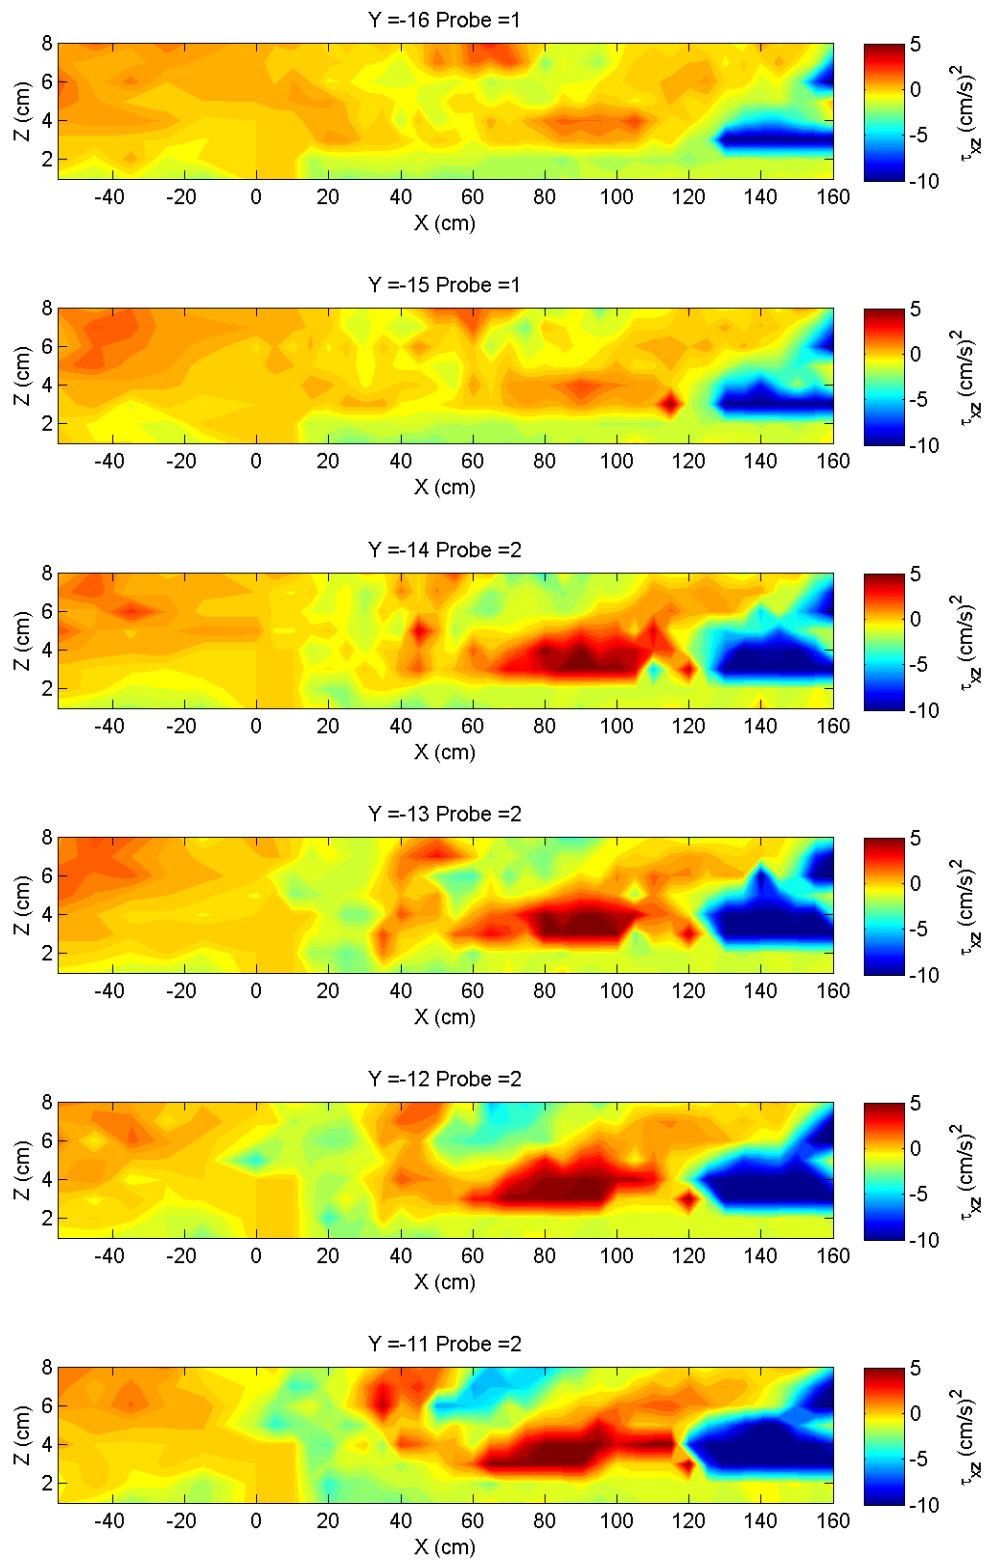 Y =-16 Probe =1
8
6
4
2
Z (cm)
-40 -20 0 20 40 60 80 100 120 140 160
X (cm)
5
0
-5
-10
τxz (cm/s)²
Y =-15 Probe =1
8
6
4
2
Z (cm)
-40 -20 0 20 40 60 80 100 120 140 160
X (cm)
5
0
-5
-10
τxz (cm/s)²
Y =-14 Probe =2
8
6
4
2
Z (cm)
-40 -20 0 20 40 60 80 100 120 140 160
X (cm)
5
0
-5
-10
τxz (cm/s)²
Y =-13 Probe =2
8
6
4
2
Z (cm)
-40 -20 0 20 40 60 80 100 120 140 160
X (cm)
5
0
-5
-10
τxz (cm/s)²
Y =-12 Probe =2
8
6
4
2
Z (cm)
-40 -20 0 20 40 60 80 100 120 140 160
X (cm)
5
0
-5
-10
τxz (cm/s)²
Y =-11 Probe =2
8
6
4
2
Z (cm)
-40 -20 0 20 40 60 80 100 120 140 160
X (cm)
5
0
-5
-10
τxz (cm/s)²